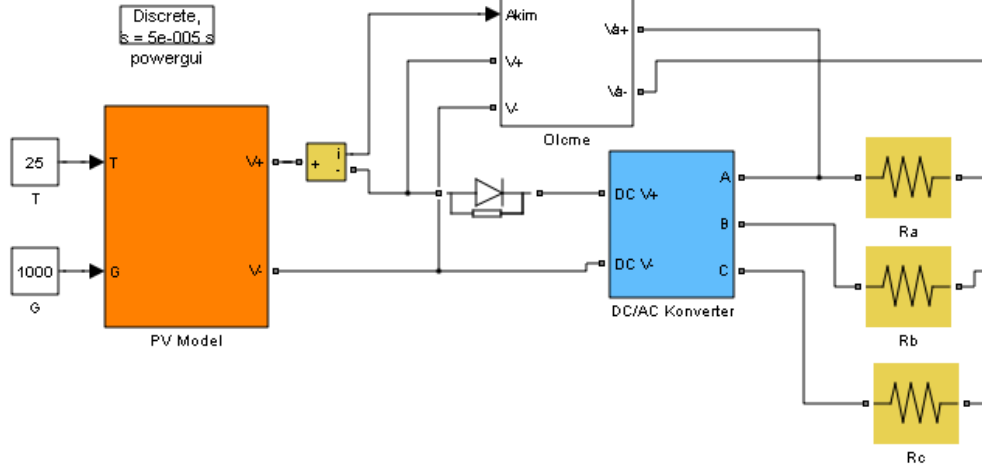 Discrete,
s = 5e-005 s
powergui
Akim
V+
V-
Va+
Va-
Olcme
25
T
T
V+
1000
G
G
V-
PV Model
+
i
-
DC V+
DC V-
A
B
C
DC/AC Konverter
Ra
Rb
Rc